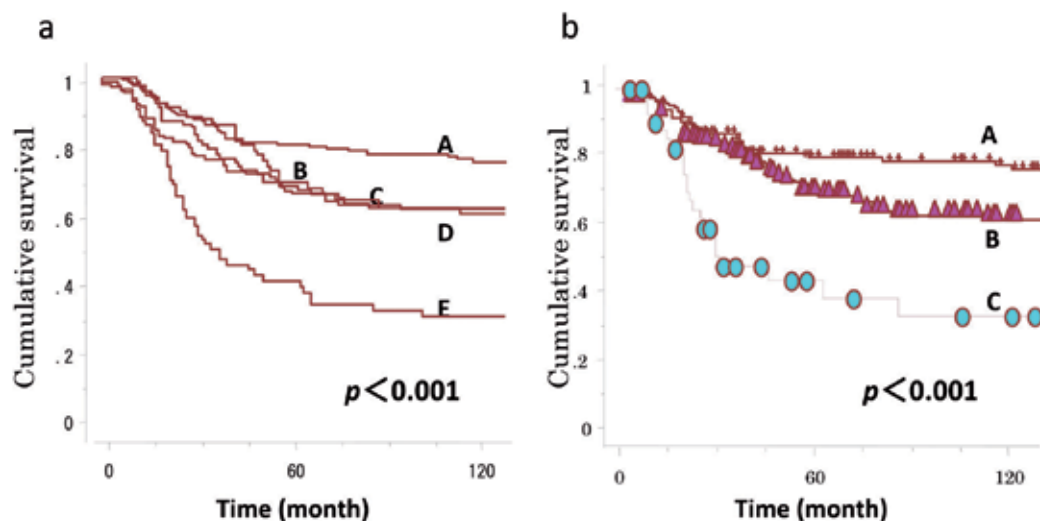 a
Cumulative survival
1
.8
.6
.4
.2
0
A
B
C
D
E
p<0.001
0 60 120
Time (month)
b
Cumulative survival
1
.8
.6
.4
.2
0
A
B
C
p<0.001
0 60 120
Time (month)